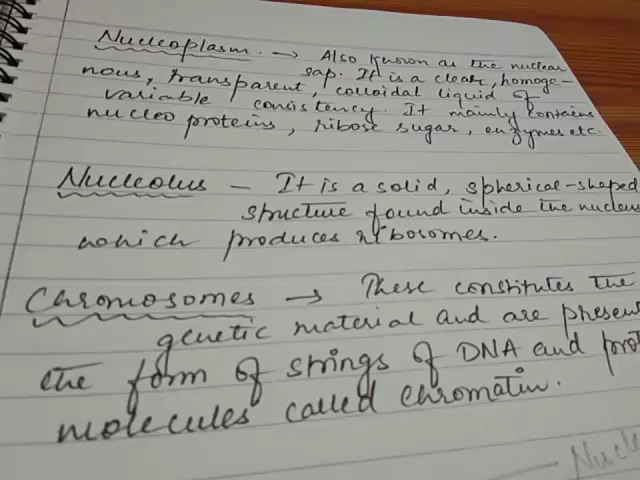 Nucleoplasm. → Also known as the nuclear
sap. It is a clear, homoge-
nous, transparent, colloidal liquid of
variable consistency. It mainly contains
nucleo proteins, ribose sugar, enzymes etc.
Nucleolus - It is a solid, spherical-shaped
structure found inside the nucleus
which produces ribosomes.
Chromosomes → These constitutes the
genetic material and are presen
the form of strings of DNA and prot
molecules called chromatin.
Nucle